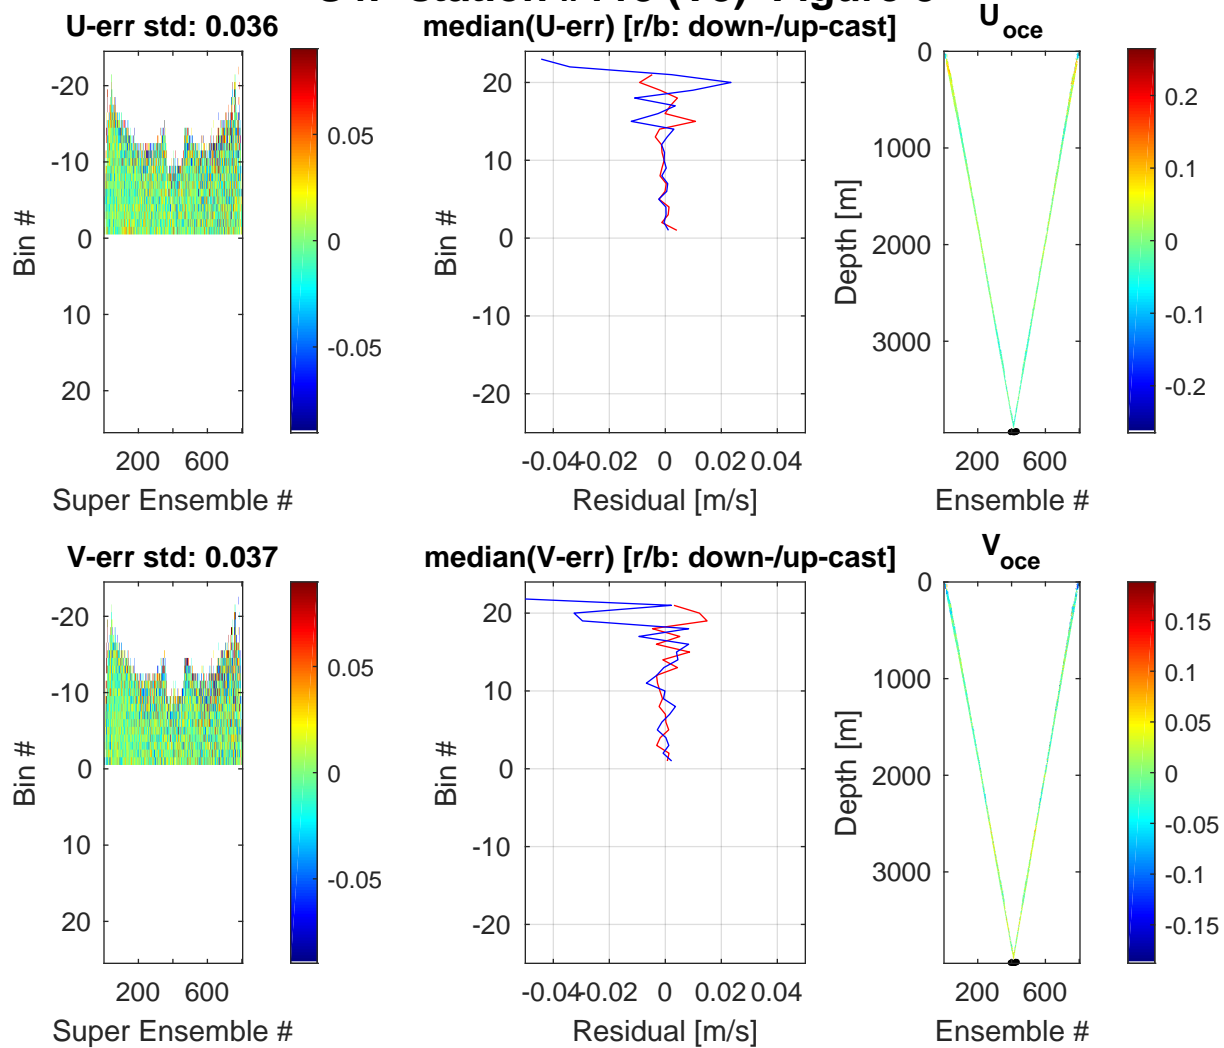 U-err std: 0.036
median(U-err) [r/b: down-/up-cast]
U_oce
-20
-10
0
10
20
Bin #
200 600
Super Ensemble #
0.05
0
-0.05
20
10
0
-10
-20
Bin #
-0.04 -0.02 0 0.02 0.04
Residual [m/s]
0
1000
2000
3000
Depth [m]
200 600
Ensemble #
0.2
0.1
0
-0.1
-0.2
V-err std: 0.037
median(V-err) [r/b: down-/up-cast]
V_oce
-20
-10
0
10
20
Bin #
200 600
Super Ensemble #
0.05
0
-0.05
20
10
0
-10
-20
Bin #
-0.04 -0.02 0 0.02 0.04
Residual [m/s]
0
1000
2000
3000
Depth [m]
200 600
Ensemble #
0.15
0.1
0.05
0
-0.05
-0.1
-0.15